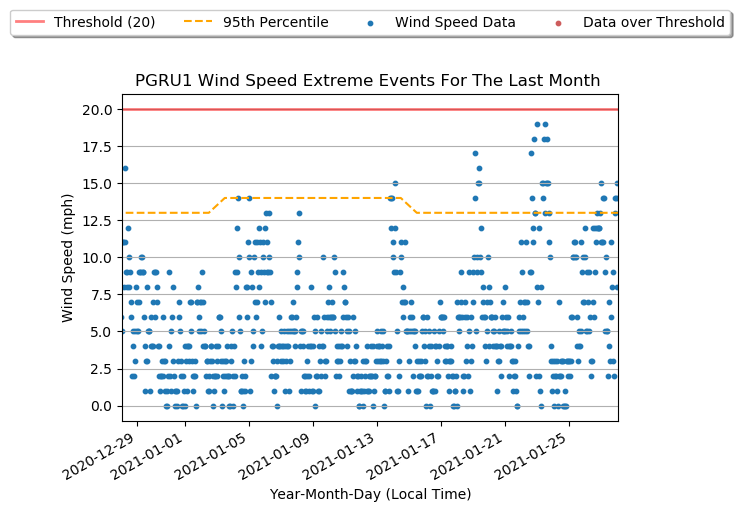 Threshold (20) 95th Percentile Wind Speed Data Data over Threshold
PGRU1 Wind Speed Extreme Events For The Last Month
20.0
17.5
15.0
12.5
10.0
7.5
5.0
2.5
0.0
Wind Speed (mph)
2020-12-29 2021-01-01 2021-01-05 2021-01-09 2021-01-13 2021-01-17 2021-01-21 2021-01-25
Year-Month-Day (Local Time)